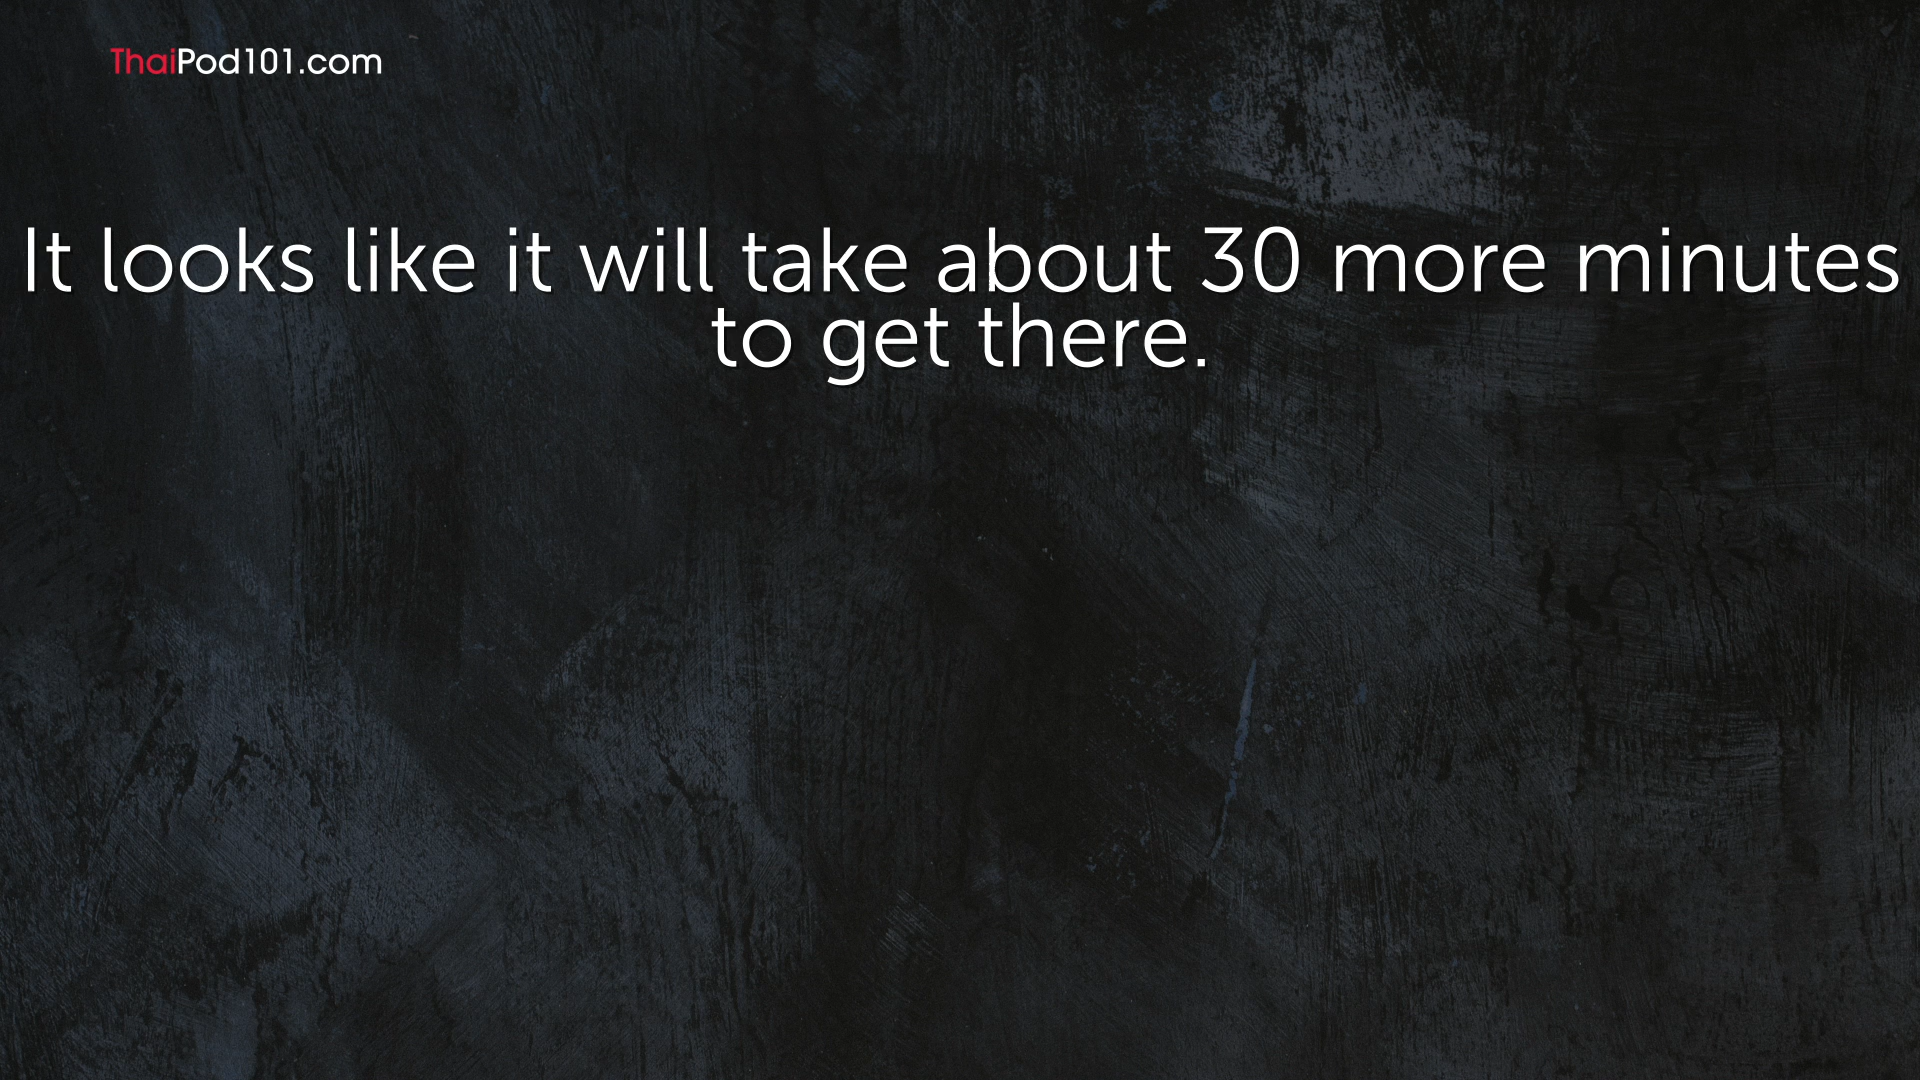 ThaiPod101.com
It looks like it will take about 30 more minutes
to get there.